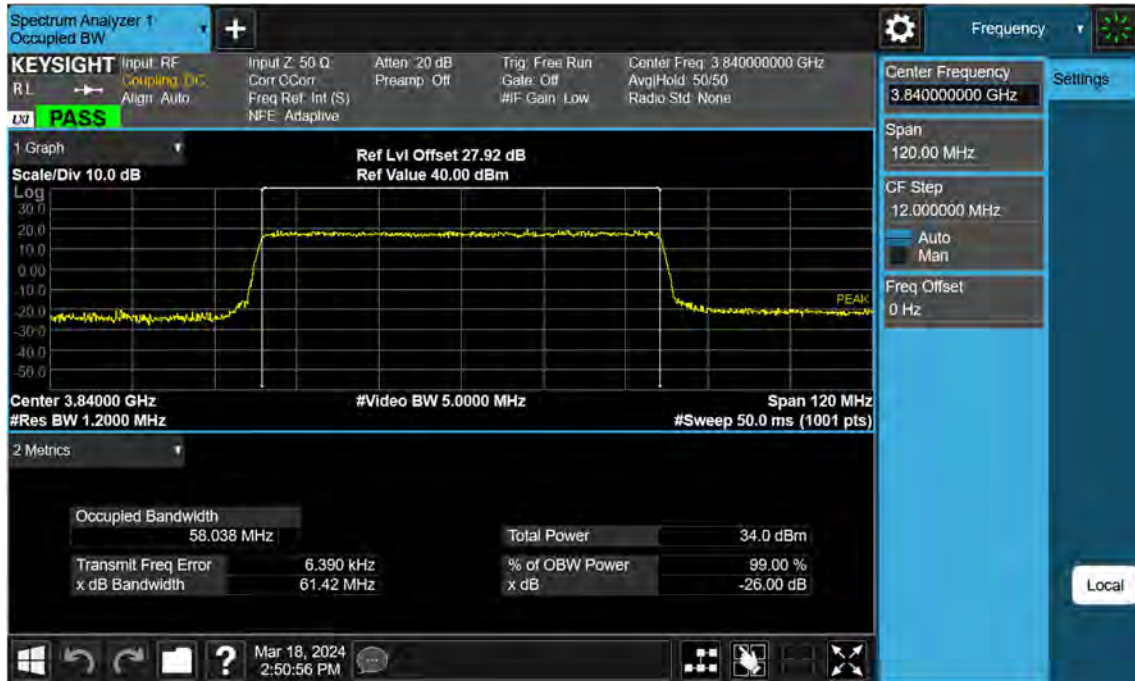 Spectrum Analyzer 1
Occupied BW
Frequency
KEYSIGHT
R L
LXI PASS
Input: RF
Coupling: DC
Align: Auto
Input Z: 50 Ω
Corr CCorr
Freq Ref: Int (S)
NFE: Adaptive
Atten: 20 dB
Preamp: Off
Trig: Free Run
Gate: Off
#IF Gain: Low
Center Freq: 3.840000000 GHz
Avg|Hold: 50/50
Radio Std: None
Center Frequency
3.840000000 GHz
Settings
Span
120.00 MHz
CF Step
12.000000 MHz
Auto
Man
Freq Offset
0 Hz
1 Graph
Scale/Div 10.0 dB
Ref Lvl Offset 27.92 dB
Ref Value 40.00 dBm
Log
30.0
20.0
10.0
0.00
-10.0
-20.0
-30.0
-40.0
-50.0
PEAK
Center 3.84000 GHz
#Video BW 5.0000 MHz
Span 120 MHz
#Res BW 1.2000 MHz
#Sweep 50.0 ms (1001 pts)
2 Metrics
Occupied Bandwidth
58.038 MHz
Total Power 34.0 dBm
Transmit Freq Error 6.390 kHz
% of OBW Power 99.00 %
x dB Bandwidth 61.42 MHz
x dB -26.00 dB
Local
?
Mar 18, 2024
2:50:56 PM